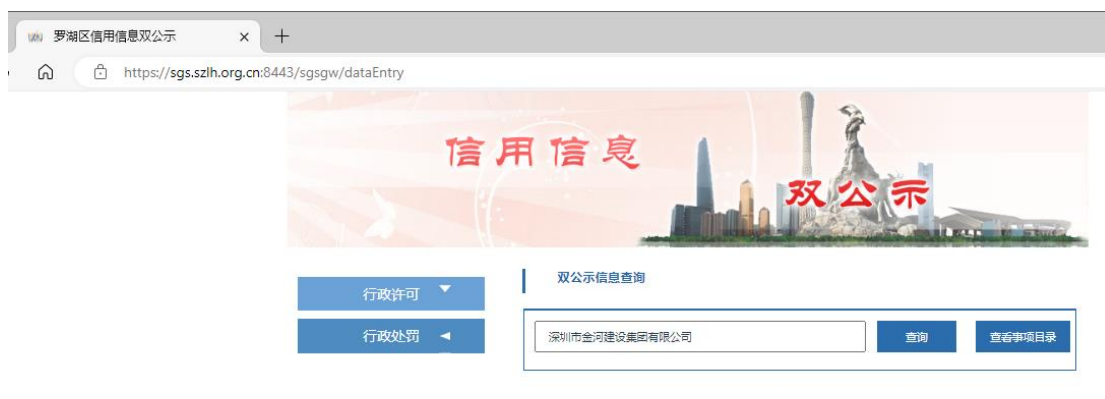 罗湖区信用信息双公示
https://sgs.szlh.org.cn:8443/sgsgw/dataEntry
信用信息
双公示
双公示信息查询
行政许可
行政处罚
深圳市金河建设集团有限公司
查询
查看事项目录